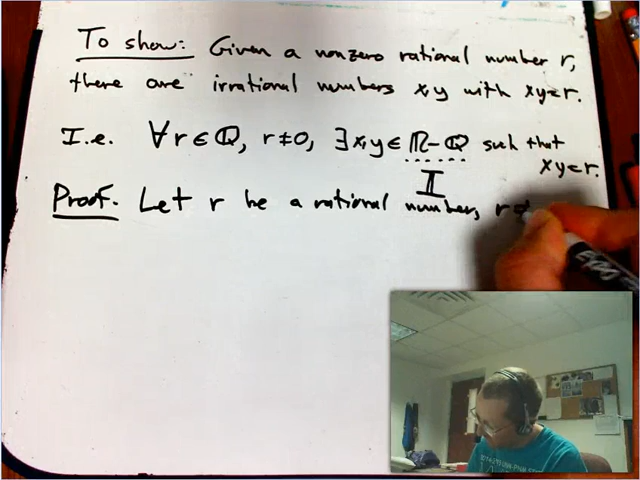 To show: Given a nonzero rational number r,
there are irrational numbers x,y with xy=r.
I.e. ∀r∈ℚ, r≠0, ∃x,y∈ ℝ-ℚ such that
xy=r.
𝕀
Proof. Let r be a rational number, r≠
EXPO